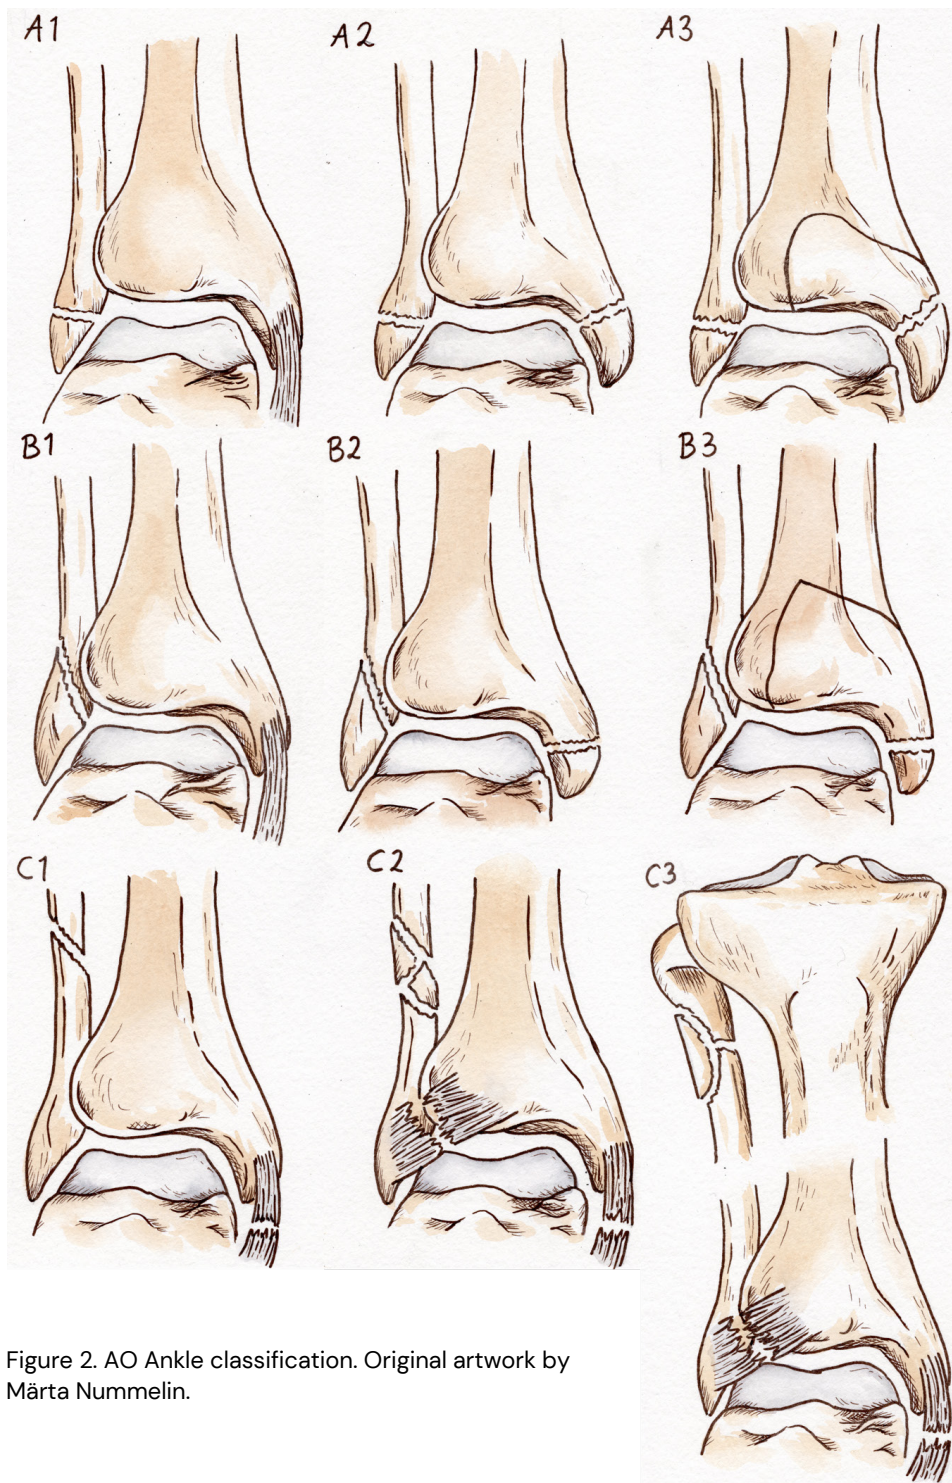 A1
A2
A3
B1
B2
B3
C1
C2
C3
Figure 2. AO Ankle classification. Original artwork by
Märta Nummelin.